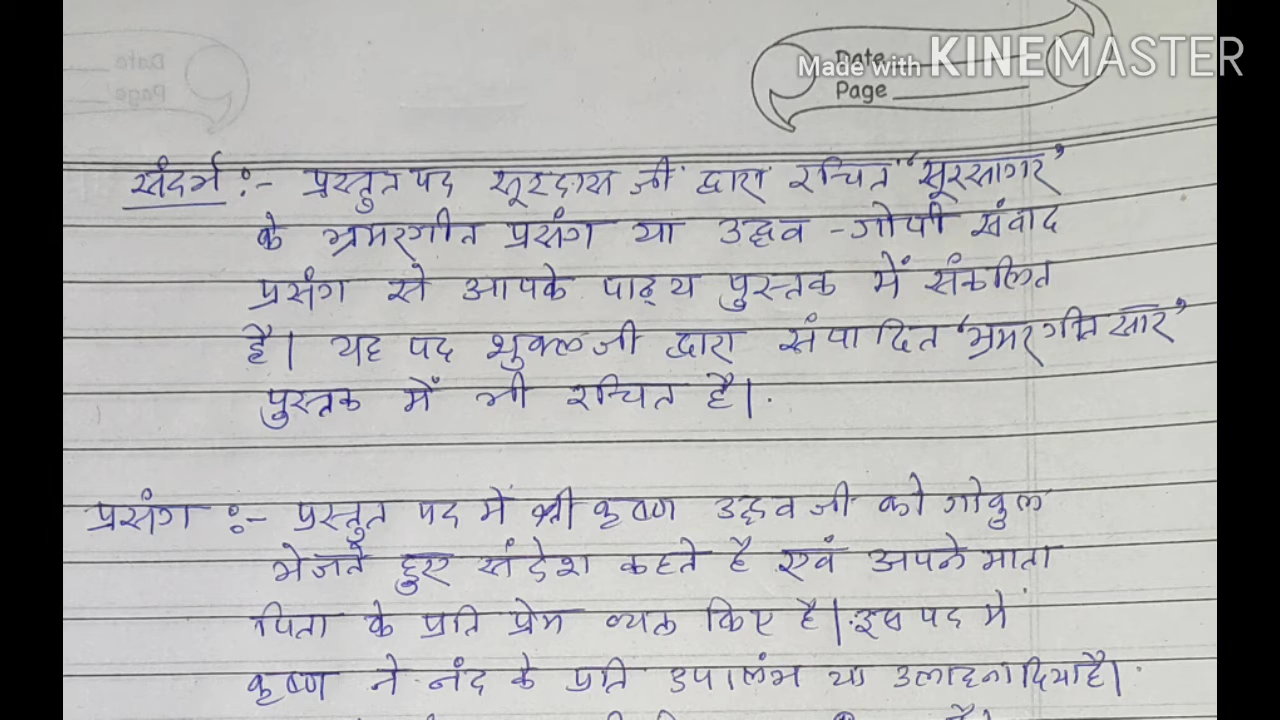 Date
Made with KINEMASTER
Page
संदर्भ :- प्रस्तुत पद सूरदास जी द्वारा रचित "सूरसागर"
के भ्रमरगीत प्रसंग या उद्धव - गोपी संवाद
प्रसंग से आपके पाठ्य पुस्तक में संकलित
है। यह पद शुक्ल जी द्वारा संपादित 'भ्रमरगीत सार'
पुस्तक में भी रचित है।
प्रसंग :- प्रस्तुत पद में श्री कृष्ण उद्धव जी को गोकुल
भेजते हुए संदेश कहते है एवं अपने माता
पिता के प्रति प्रेम व्यक्त किए है। इस पद में
कृष्ण ने नंद के प्रति उपालंभ या उलाहना दिया है।